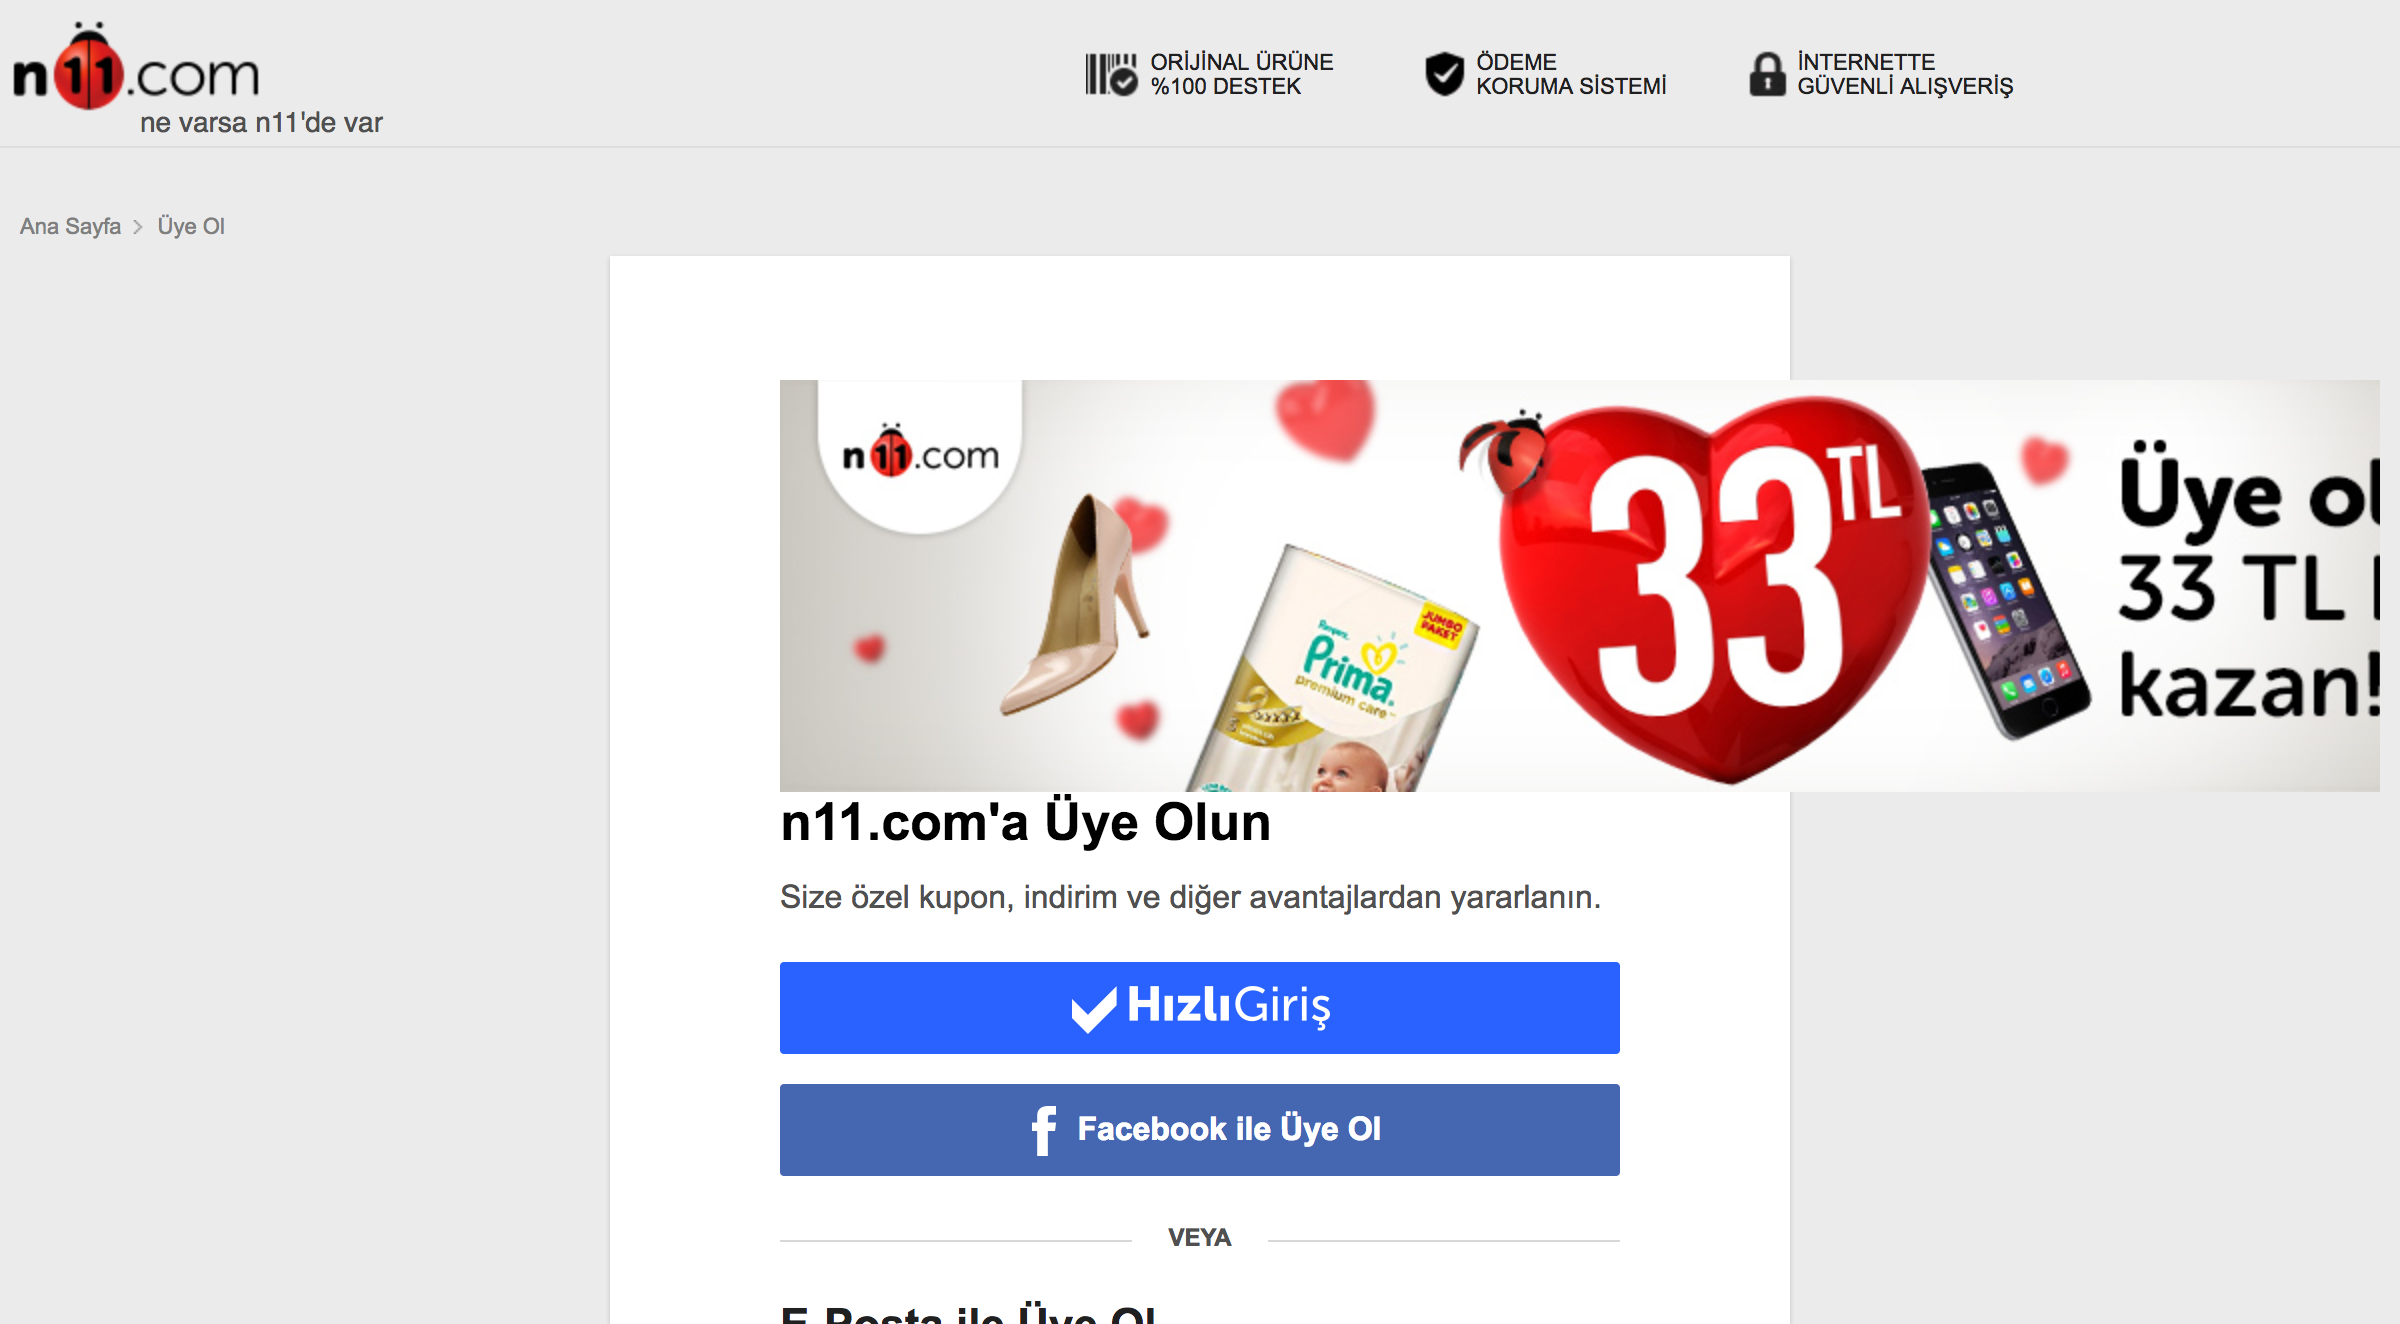 n11.com
ne varsa n11'de var
ORİJİNAL ÜRÜNE
%100 DESTEK
ÖDEME
KORUMA SİSTEMİ
İNTERNETTE
GÜVENLİ ALIŞVERİŞ
Ana Sayfa > Üye Ol
n11.com
33 TL
JUMBO
PAKET
Pampers
Prima
premium care
Üye ol
33 TL
kazan!
n11.com'a Üye Olun
Size özel kupon, indirim ve diğer avantajlardan yararlanın.
HızlıGiriş
Facebook ile Üye Ol
VEYA
E-Posta ile Üye Ol